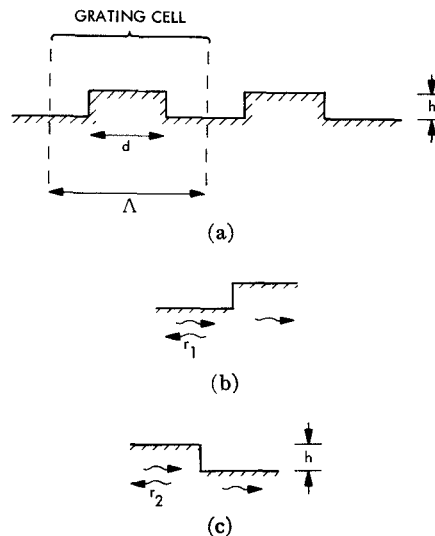 GRATING CELL
h
d
Λ
(a)
r1
(b)
h
r2
(c)